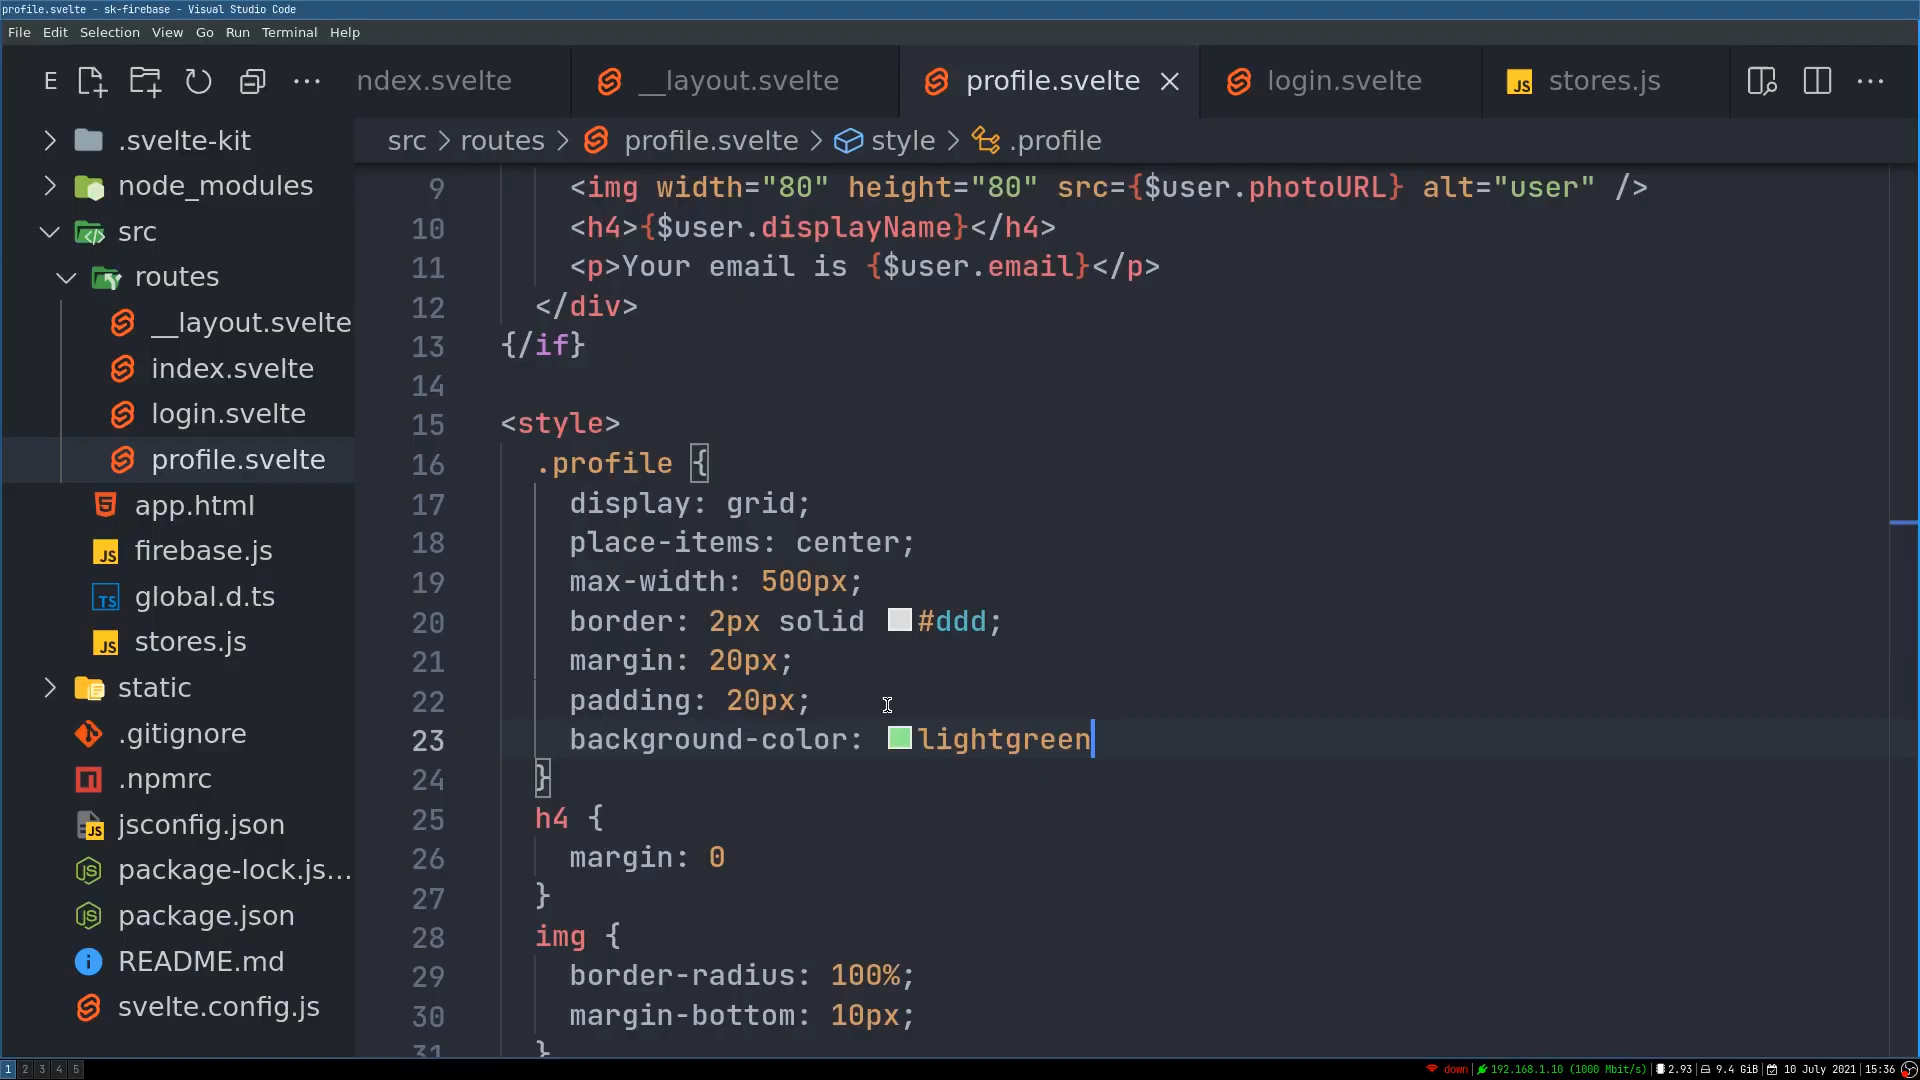 profile.svelte - sk-firebase - Visual Studio Code
File Edit Selection View Go Run Terminal Help
E
ndex.svelte
__layout.svelte
profile.svelte
login.svelte
stores.js
.svelte-kit
node_modules
src
routes
__layout.svelte
index.svelte
login.svelte
profile.svelte
app.html
firebase.js
global.d.ts
stores.js
static
.gitignore
.npmrc
jsconfig.json
package-lock.js...
package.json
README.md
svelte.config.js
src > routes > profile.svelte > style > .profile
9 <img width="80" height="80" src={$user.photoURL} alt="user" />
10 <h4>{$user.displayName}</h4>
11 <p>Your email is {$user.email}</p>
12 </div>
13 {/if}
14
15 <style>
16 .profile {
17 display: grid;
18 place-items: center;
19 max-width: 500px;
20 border: 2px solid #ddd;
21 margin: 20px;
22 padding: 20px;
23 background-color: lightgreen
24 }
25 h4 {
26 margin: 0
27 }
28 img {
29 border-radius: 100%;
30 margin-bottom: 10px;
31 }
1 2 3 4 5
down 192.168.1.10 (1000 Mbit/s) 2.93 9.4 GiB 10 July 2021 15:36